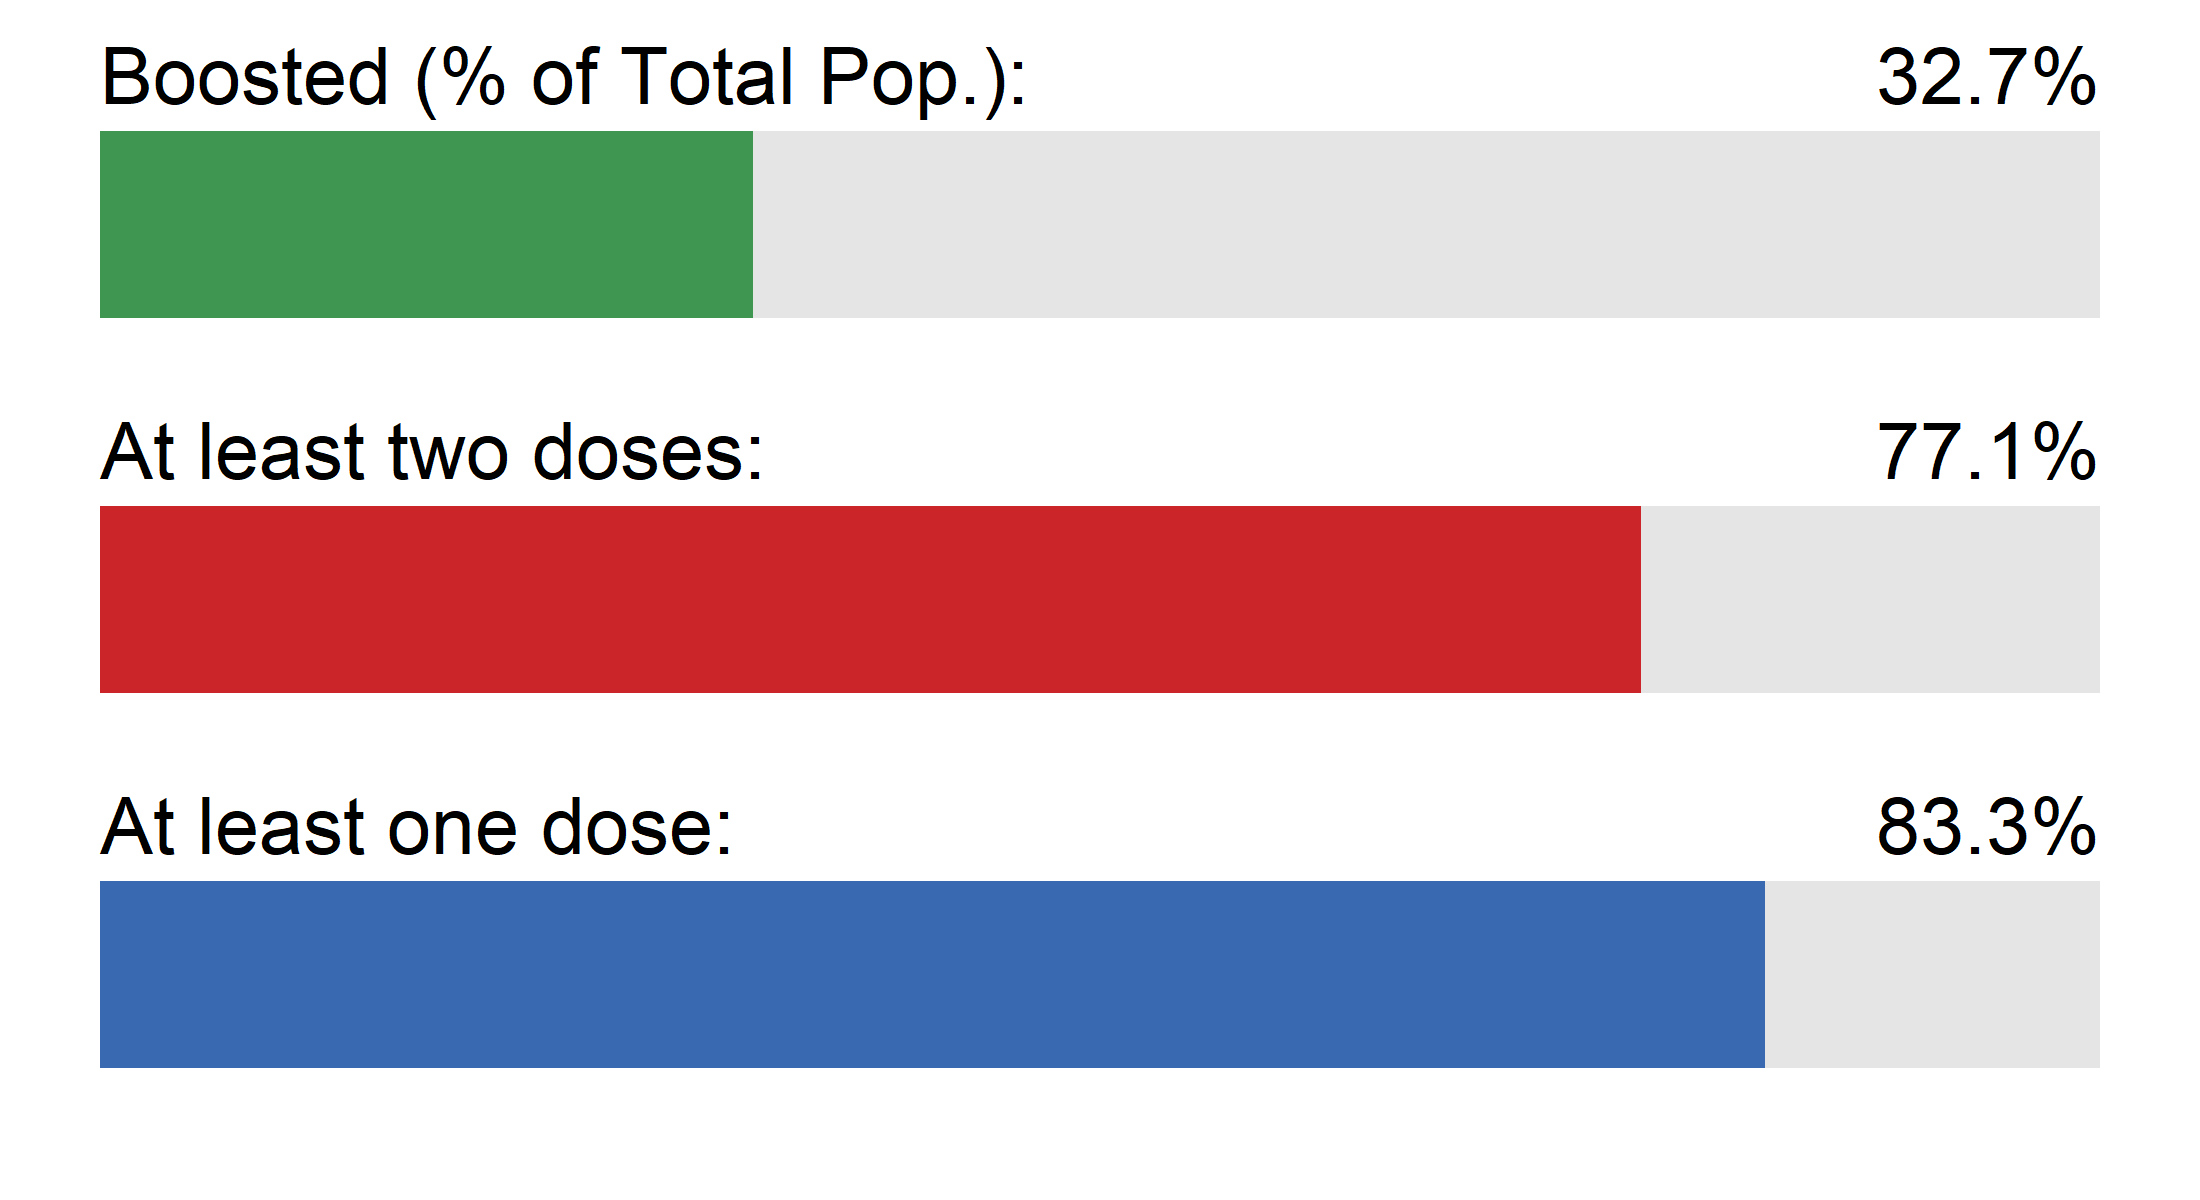 Boosted (% of Total Pop.): 32.7%
At least two doses: 77.1%
At least one dose: 83.3%